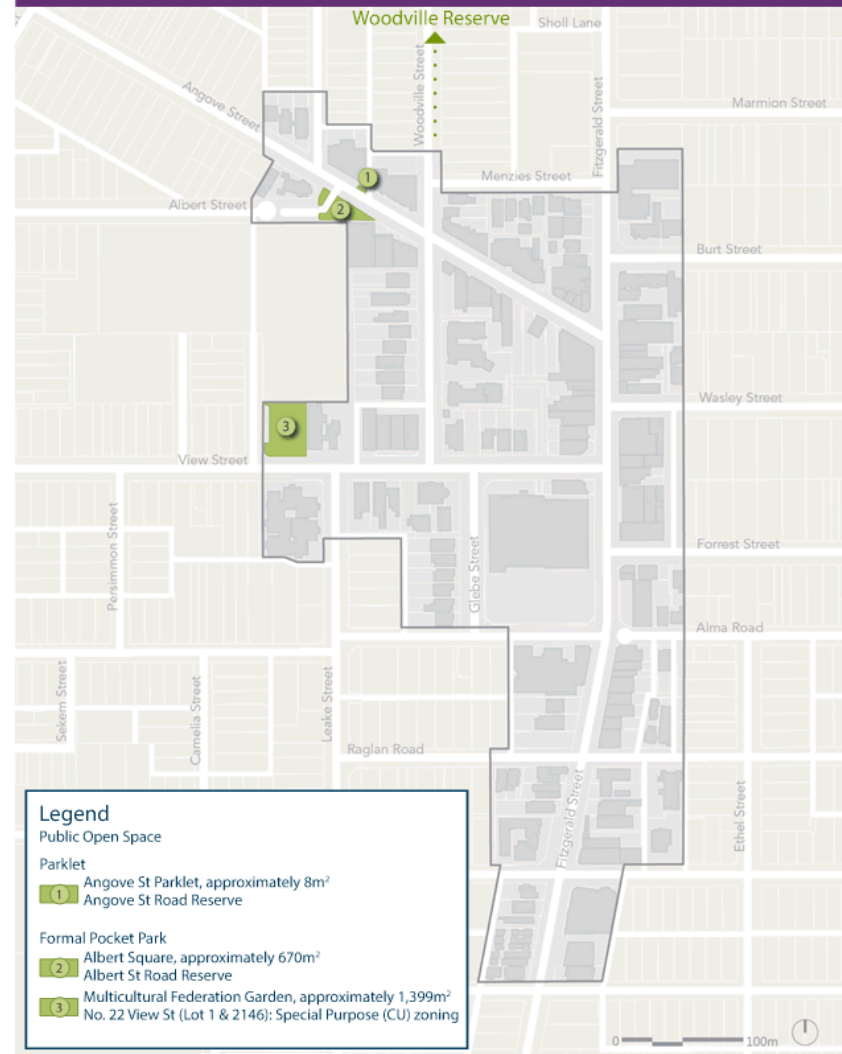 Woodville Reserve
Sholl Lane
Angove Street
Woodville Street
Fitzgerald Street
Marmion Street
1
Menzies Street
Albert Street
2
Burt Street
Wasley Street
3
View Street
Persimmon Street
Glebe Street
Forrest Street
Alma Road
Sekem Street
Camelia Street
Leake Street
Raglan Road
Fitzgerald Street
Ethel Street
Legend
Public Open Space
Parklet
1 Angove St Parklet, approximately 8m²
Angove St Road Reserve
Formal Pocket Park
2 Albert Square, approximately 670m²
Albert St Road Reserve
3 Multicultural Federation Garden, approximately 1,399m²
No. 22 View St (Lot 1 & 2146): Special Purpose (CU) zoning
0 100m